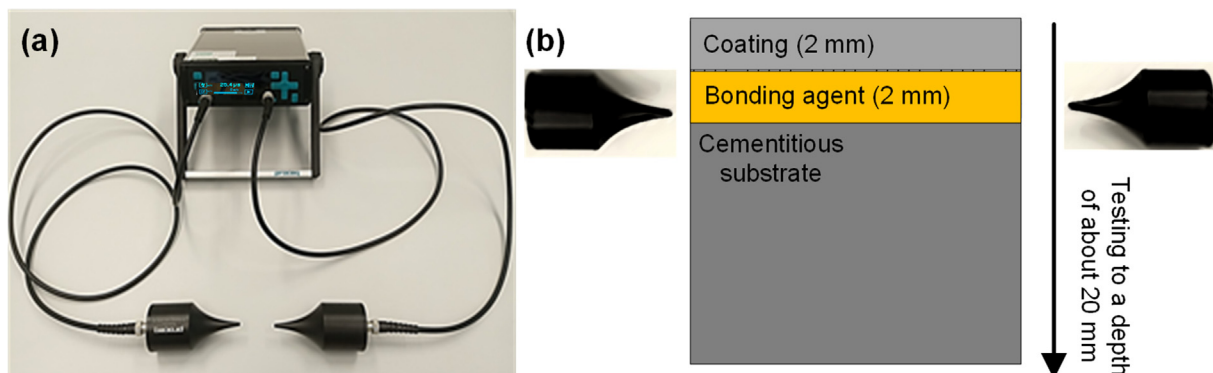 (a)
(b)
Coating (2 mm)
Bonding agent (2 mm)
Cementitious
substrate
Testing to a depth
of about 20 mm